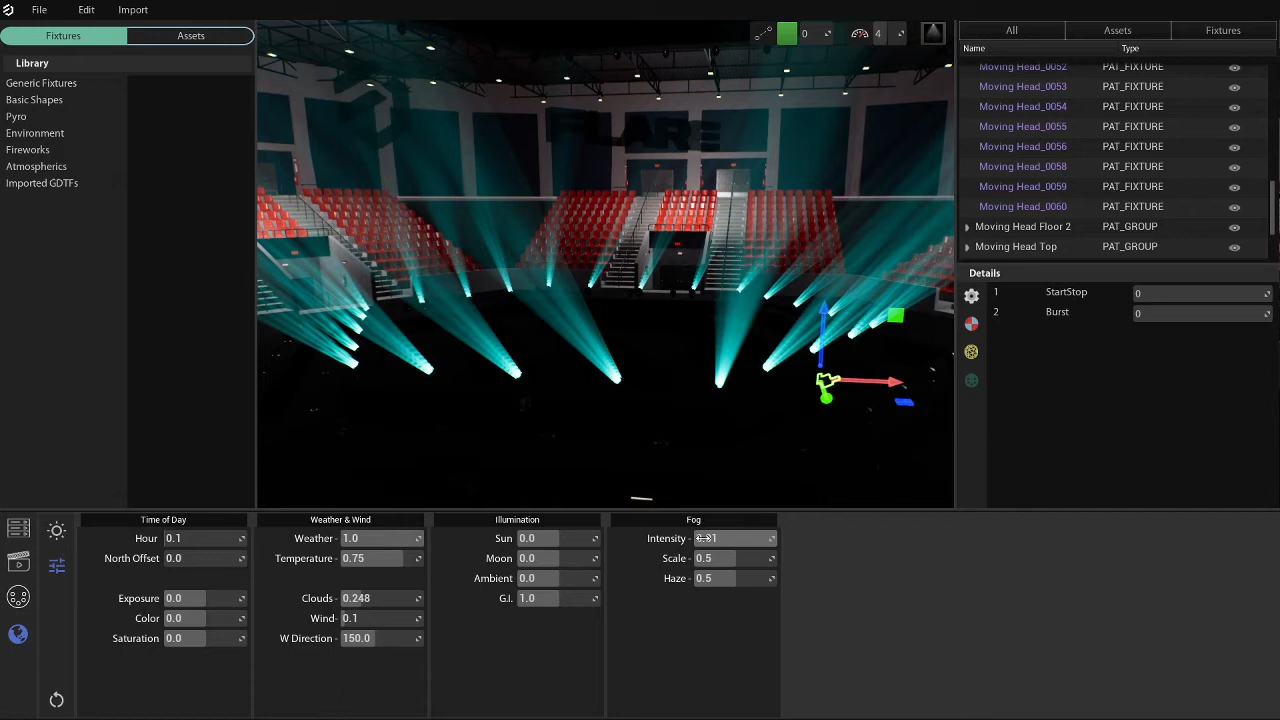 File Edit Import
Fixtures Assets
Library
Generic Fixtures
Basic Shapes
Pyro
Environment
Fireworks
Atmospherics
Imported GDTFs
0 4
FLARE
All Assets Fixtures
Name Type
Moving Head_0052 PAT_FIXTURE
Moving Head_0053 PAT_FIXTURE
Moving Head_0054 PAT_FIXTURE
Moving Head_0055 PAT_FIXTURE
Moving Head_0056 PAT_FIXTURE
Moving Head_0058 PAT_FIXTURE
Moving Head_0059 PAT_FIXTURE
Moving Head_0060 PAT_FIXTURE
Moving Head Floor 2 PAT_GROUP
Moving Head Top PAT_GROUP
Details
1 StartStop 0
2 Burst 0
Time of Day
Hour 0.1
North Offset 0.0
Exposure 0.0
Color 0.0
Saturation 0.0
Weather & Wind
Weather - 1.0
Temperature - 0.75
Clouds - 0.248
Wind - 0.1
W Direction - 150.0
Illumination
Sun 0.0
Moon 0.0
Ambient 0.0
G.I. 1.0
Fog
Intensity -
Scale - 0.5
Haze - 0.5